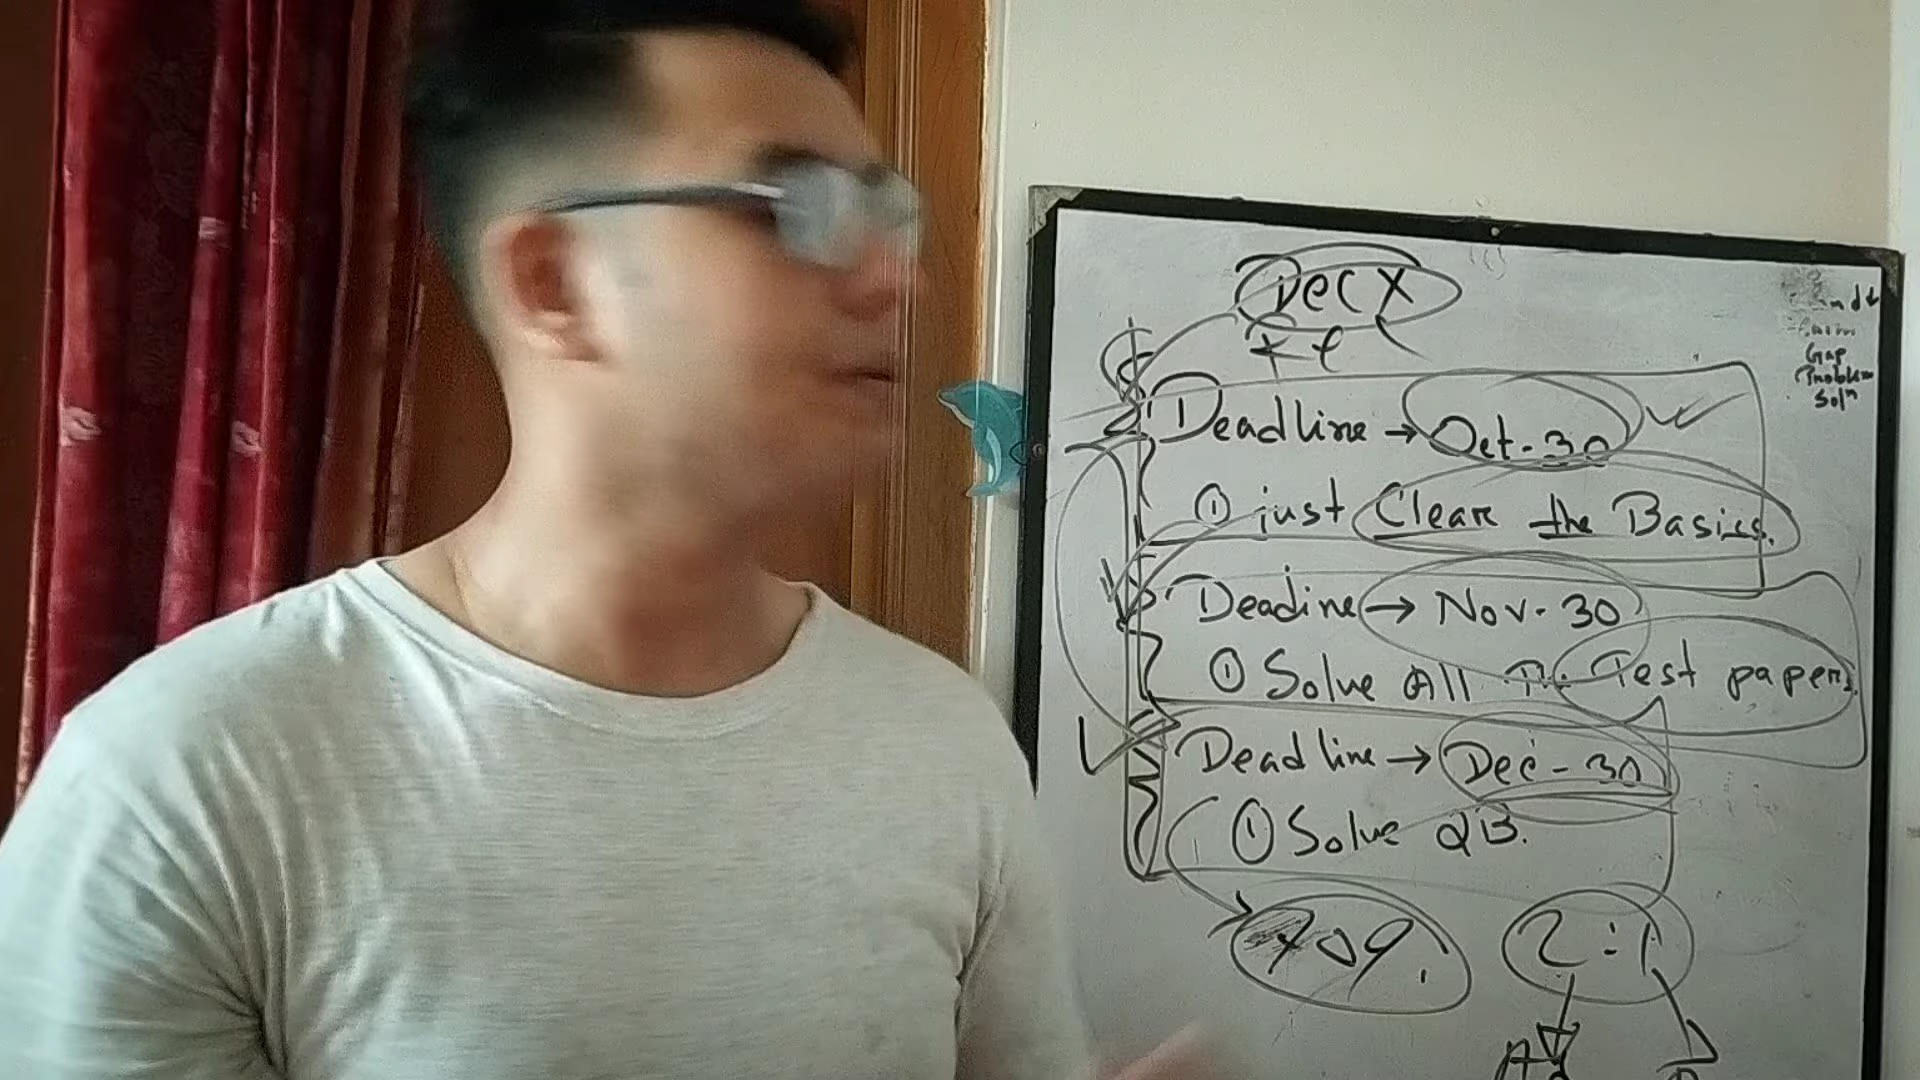 Dec X
Deadline → Oct-30
① just Clear the Basics.
Deadine → Nov-30
① Solve All The Test papers
Deadline → Dec-30
① Solve QB.
2:1
Gap
Problem
Solⁿ